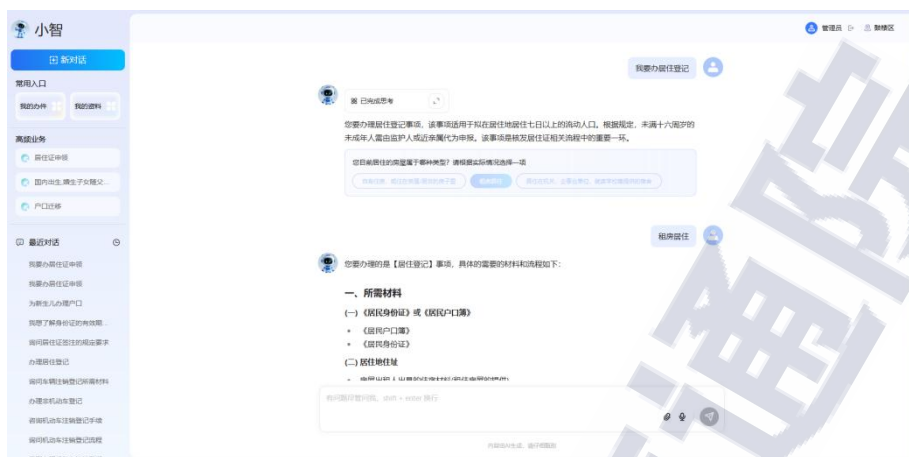 小智
管理员
鼓楼区
新对话
常用入口
我的办件
我的资料
高频业务
居住证申领
国内出生,婚生子女随父...
户口迁移
最近对话
我要办居住证申领
我要办居住证申领
为新生儿办理户口
我想了解身份证的有效期...
询问居住证签注的规定要求
办理居住登记
询问车辆注销登记所需材料
办理非机动车登记
咨询机动车注销登记手续
询问机动车注销登记流程
我要办居住登记
已完成思考
您要办理居住登记事项，该事项适用于拟在居住地居住七日以上的流动人口。根据规定，未满十六周岁的
未成年人需由监护人或近亲属代为申报。该事项是核发居住证相关流程中的重要一环。
您目前居住的房屋属于哪种类型？请根据实际情况选择一项
租房居住
租房居住
您要办理的是【居住登记】事项，具体的需要的材料和流程如下：
一、所需材料
(一)《居民身份证》或《居民户口簿》
• 《居民户口簿》
• 《居民身份证》
(二) 居住地住址
有问题尽管问我，shift + enter 换行
内容由AI生成，请仔细甄别